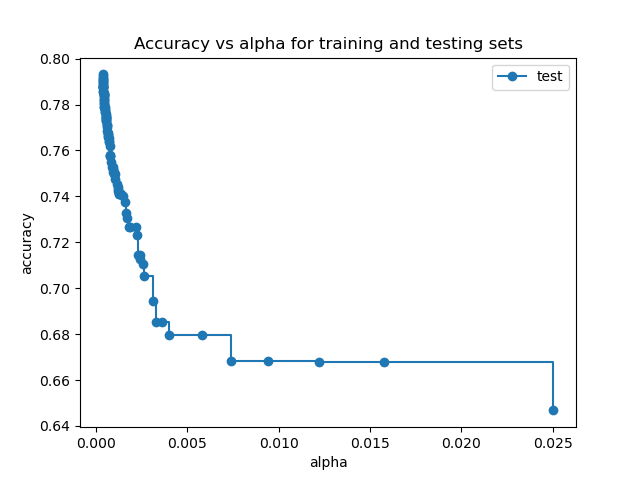 Accuracy vs alpha for training and testing sets
test
accuracy
0.80
0.78
0.76
0.74
0.72
0.70
0.68
0.66
0.64
0.000 0.005 0.010 0.015 0.020 0.025
alpha